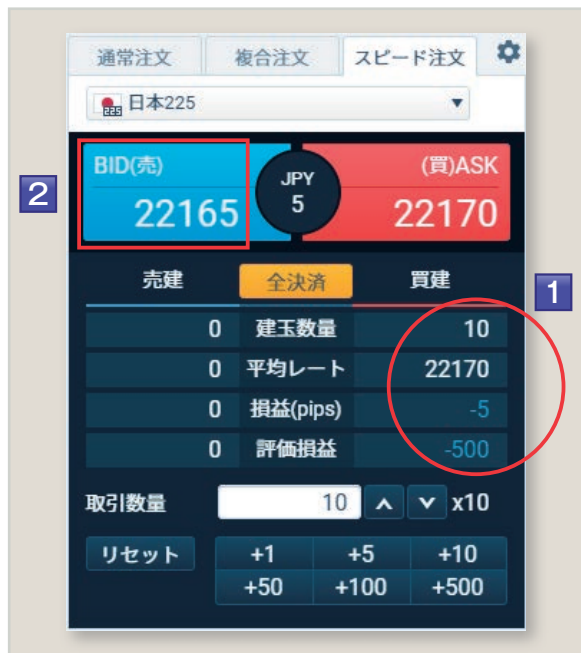 通常注文 複合注文 スピード注文
225 日本225 ▼
BID(売) JPY (買)ASK
2 22165 5 22170
売建 全決済 買建
1
0 建玉数量 10
0 平均レート 22170
0 損益(pips) -5
0 評価損益 -500
取引数量 10 x10
リセット +1 +5 +10
+50 +100 +500